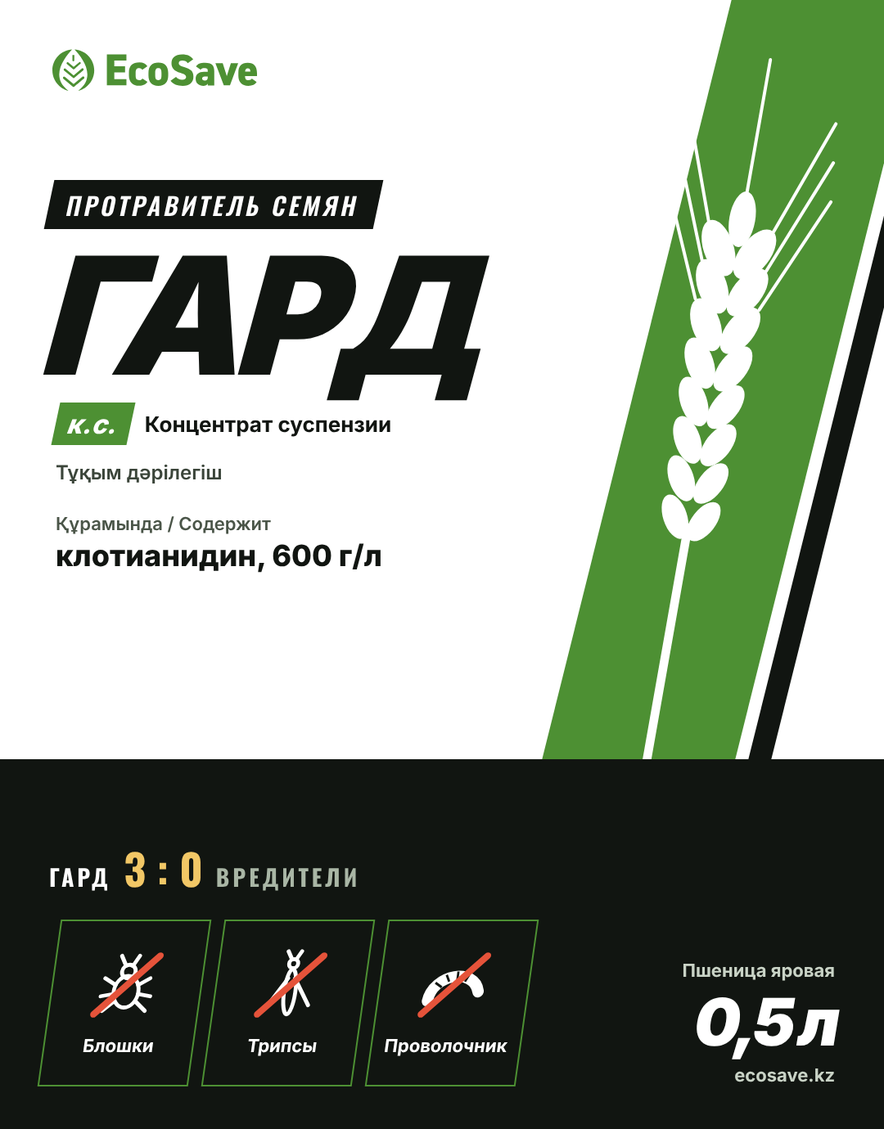 EcoSave
ПРОТРАВИТЕЛЬ СЕМЯН
ГАРД
К.С. Концентрат суспензии
Тұқым дәрілегіш
Құрамында / Содержит
клотианидин, 600 г/л
ГАРД 3 : 0 ВРЕДИТЕЛИ
Блошки
Трипсы
Проволочник
Пшеница яровая
0,5л
ecosave.kz